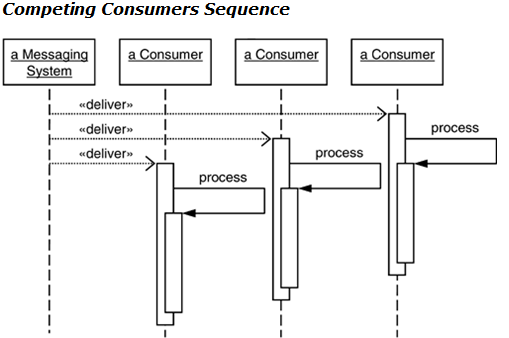 Competing Consumers Sequence
a Messaging
System
a Consumer
a Consumer
a Consumer
«deliver»
process
«deliver»
process
«deliver»
process